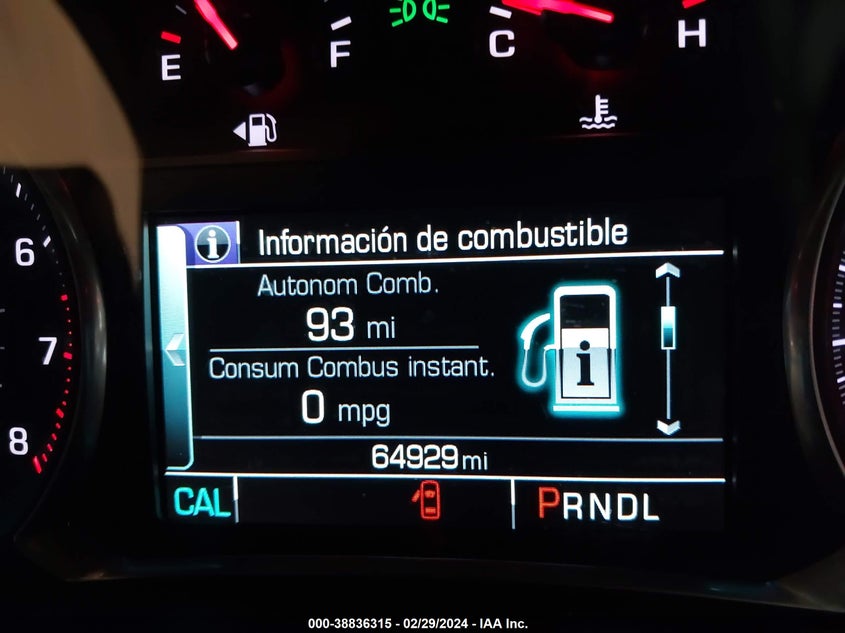 E F C H
6
7
8
i Información de combustible
Autonom Comb.
93 mi
i
Consum Combus instant.
0 mpg
64929 mi
CAL PRNDL
000-38836315 - 02/29/2024 - IAA Inc.